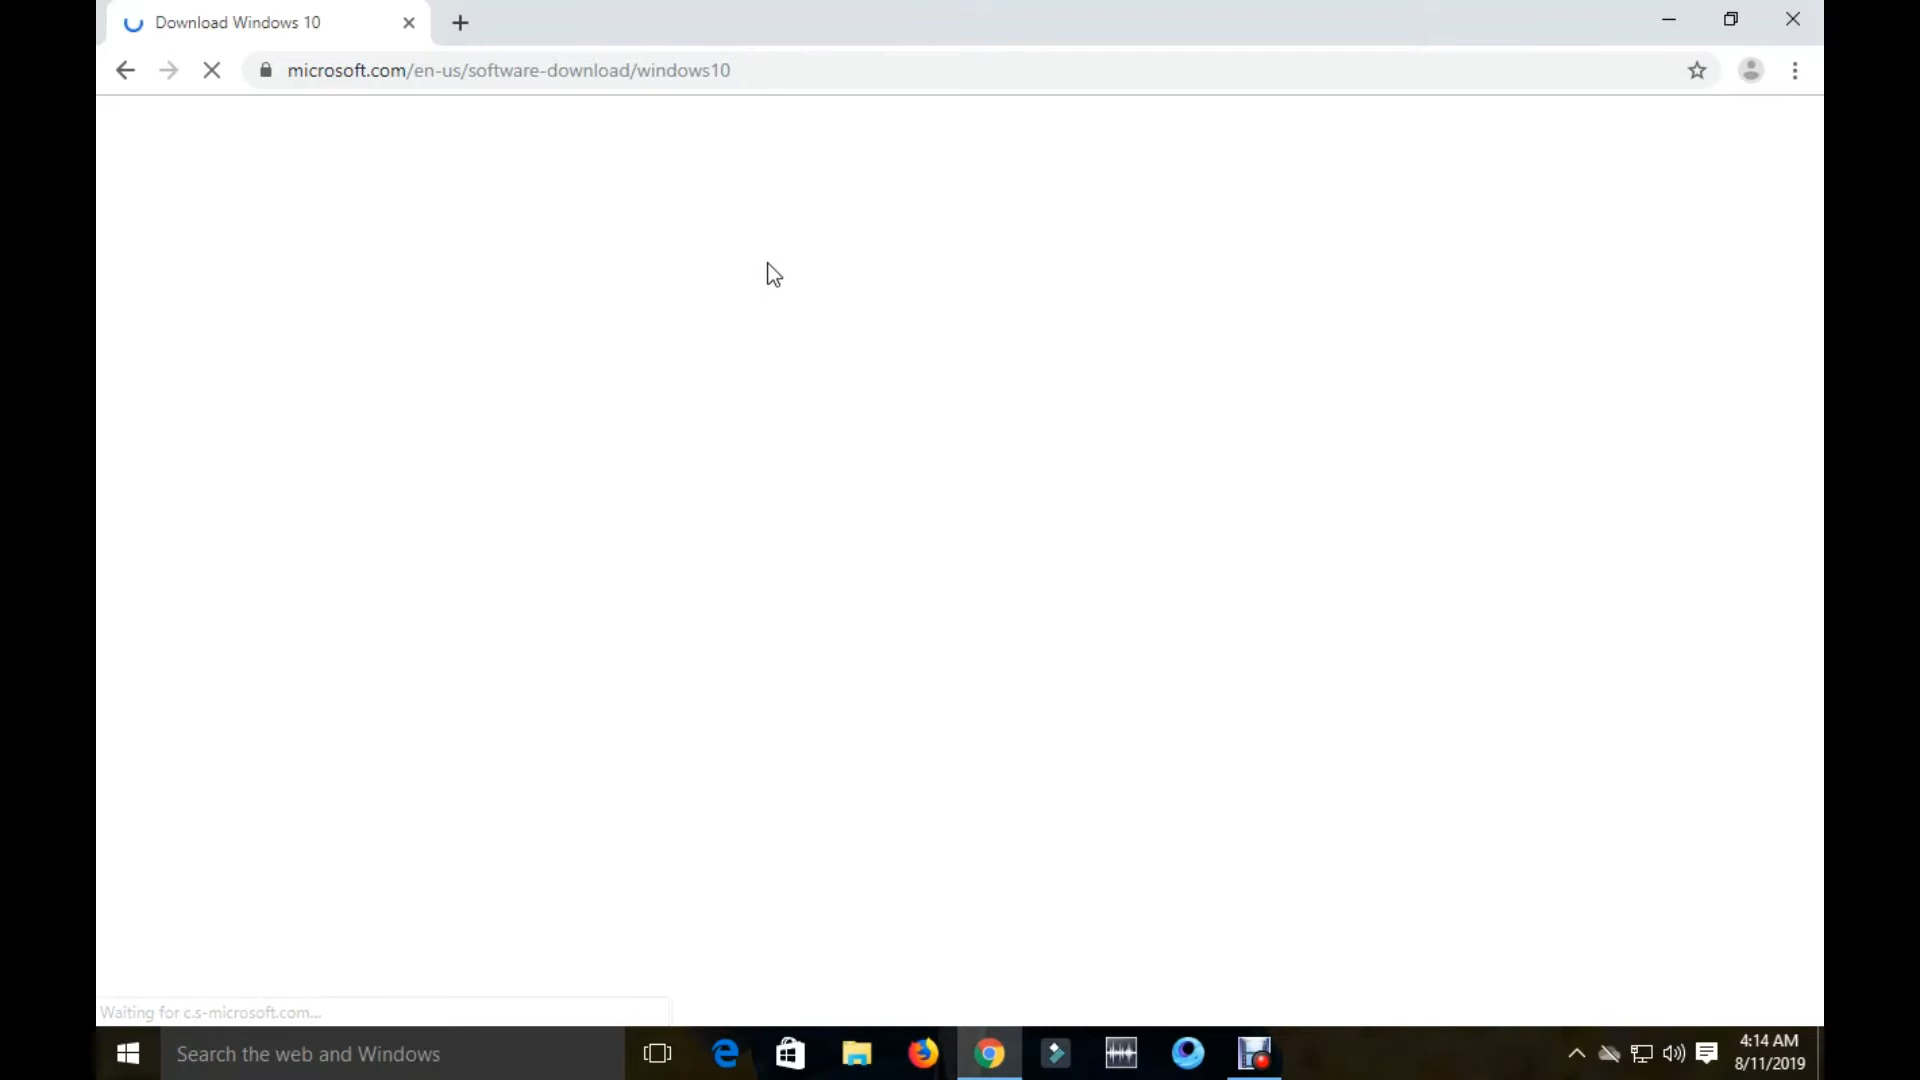 Download Windows 10
microsoft.com/en-us/software-download/windows10
Waiting for c.s-microsoft.com...
Search the web and Windows
4:14 AM
8/11/2019